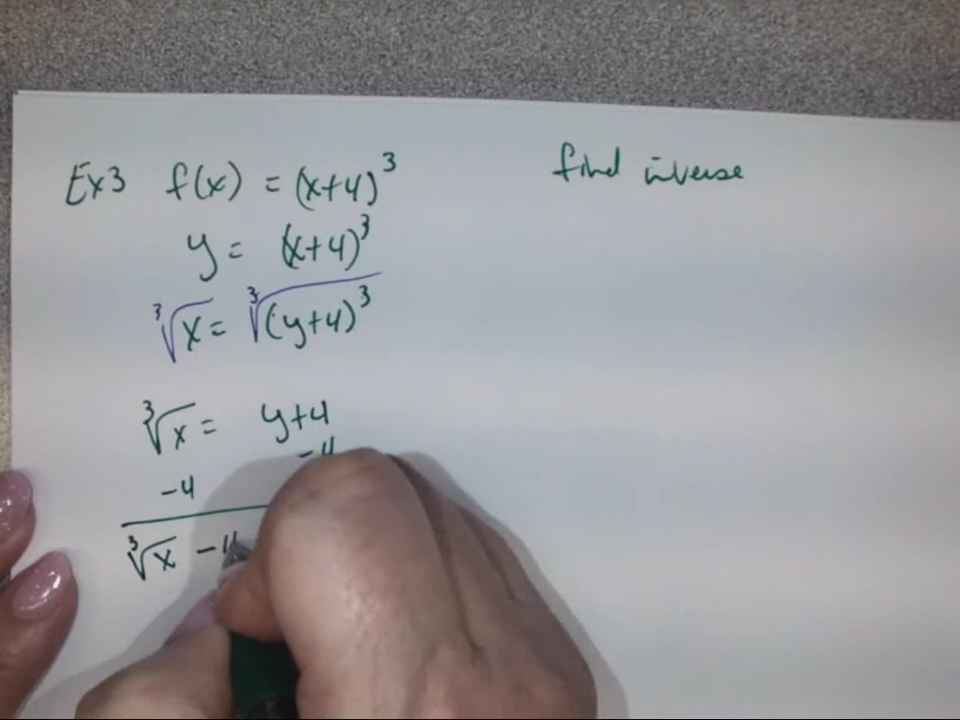 Ex3 f(x) = (x+4)³ find inverse
y = (x+4)³
∛x = ∛(y+4)³
∛x = y+4
-4 -4
∛x - 4